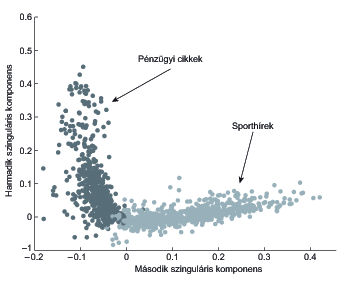 0.6
0.5
0.4
0.3
0.2
0.1
0
−1
Harmadik szinguláris komponens
Pénzügyi cikkek
Sporthírek
−0.2 −0.1 0 0.1 0.2 0.3 0.4
Második szinguláris komponens